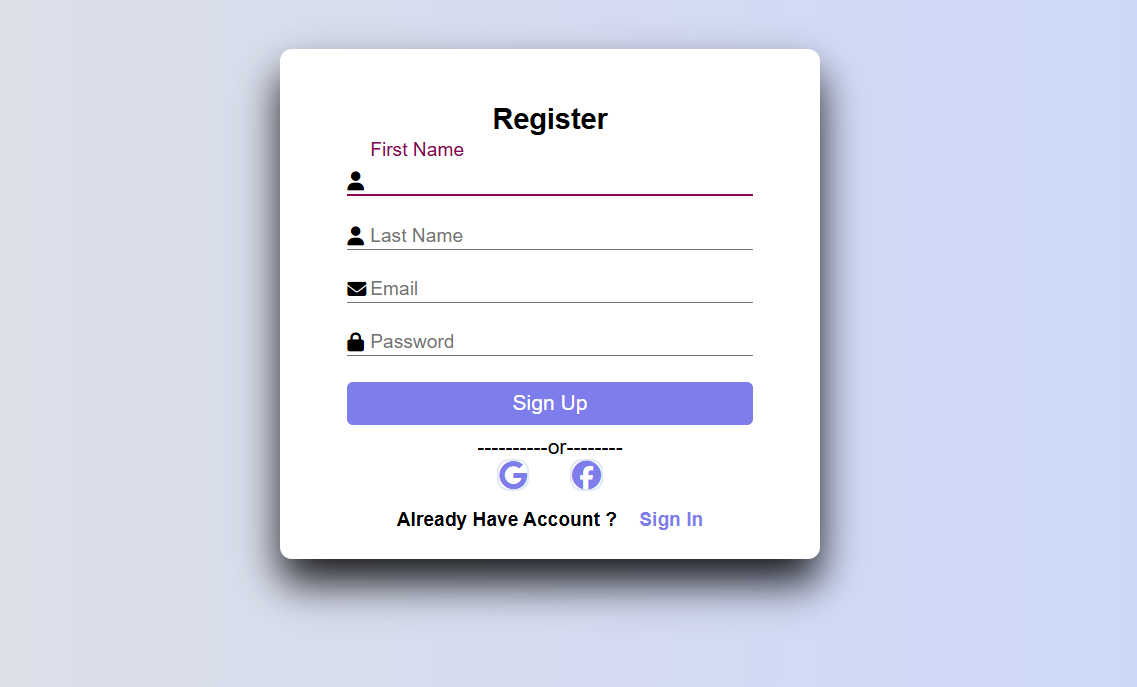 Register
First Name
Last Name
Email
Password
Sign Up
----------or--------
Already Have Account ? Sign In